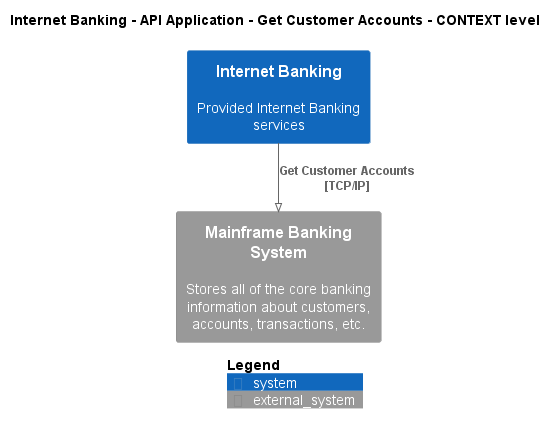 Internet Banking - API Application - Get Customer Accounts - CONTEXT level
Internet Banking
Provided Internet Banking
services
Get Customer Accounts
[TCP/IP]
Mainframe Banking
System
Stores all of the core banking
information about customers,
accounts, transactions, etc.
Legend
system
external_system